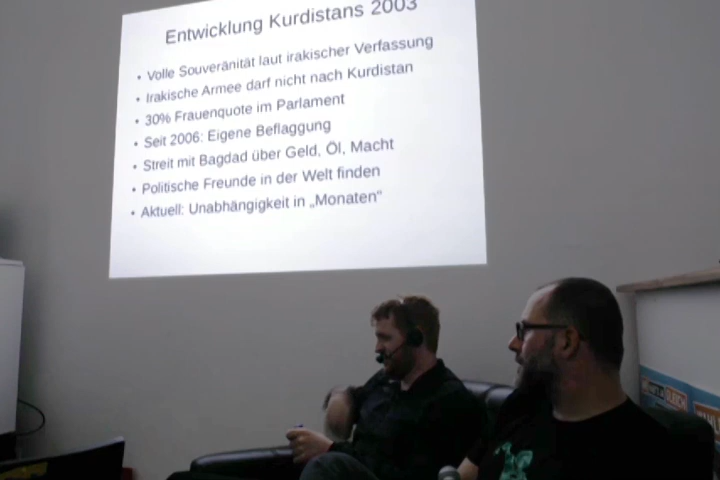 Entwicklung Kurdistans 2003
• Volle Souveränität laut irakischer Verfassung
• Irakische Armee darf nicht nach Kurdistan
• 30% Frauenquote im Parlament
• Seit 2006: Eigene Beflaggung
• Streit mit Bagdad über Geld, Öl, Macht
• Politische Freunde in der Welt finden
• Aktuell: Unabhängigkeit in „Monaten"